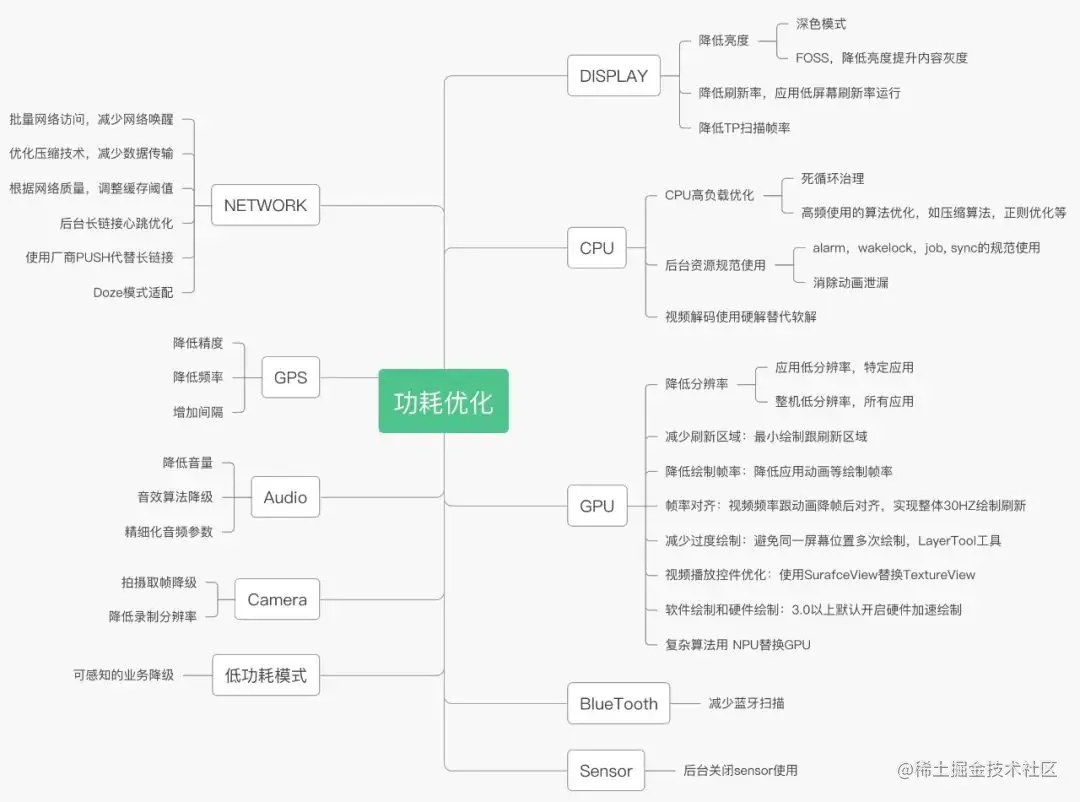 功耗优化
DISPLAY
降低亮度
深色模式
FOSS，降低亮度提升内容灰度
降低刷新率，应用低屏幕刷新率运行
降低TP扫描帧率
CPU
CPU高负载优化
死循环治理
高频使用的算法优化，如压缩算法，正则优化等
后台资源规范使用
alarm，wakelock，job, sync的规范使用
消除动画泄漏
视频解码使用硬解替代软解
GPU
降低分辨率
应用低分辨率，特定应用
整机低分辨率，所有应用
减少刷新区域：最小绘制跟刷新区域
降低绘制帧率：降低应用动画等绘制帧率
帧率对齐：视频频率跟动画降帧后对齐，实现整体30HZ绘制刷新
减少过度绘制：避免同一屏幕位置多次绘制，LayerTool工具
视频播放控件优化：使用SurafceView替换TextureView
软件绘制和硬件绘制：3.0以上默认开启硬件加速绘制
复杂算法用 NPU替换GPU
BlueTooth
减少蓝牙扫描
Sensor
后台关闭sensor使用
NETWORK
批量网络访问，减少网络唤醒
优化压缩技术，减少数据传输
根据网络质量，调整缓存阈值
后台长链接心跳优化
使用厂商PUSH代替长链接
Doze模式适配
GPS
降低精度
降低频率
增加间隔
Audio
降低音量
音效算法降级
精细化音频参数
Camera
拍摄取帧降级
降低录制分辨率
低功耗模式
可感知的业务降级
@稀土掘金技术社区